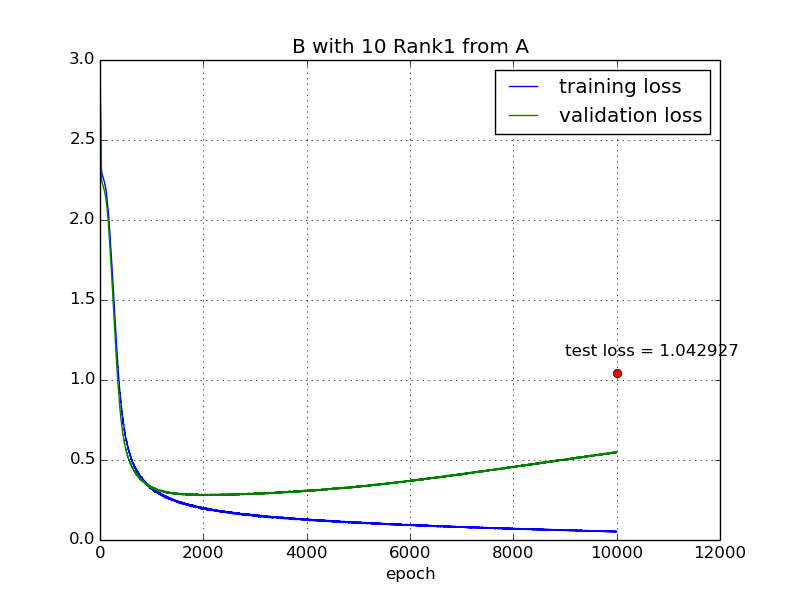 B with 10 Rank1 from A
3.0
2.5
2.0
1.5
1.0
0.5
0.0
training loss
validation loss
test loss = 1.042927
0 2000 4000 6000 8000 10000 12000
epoch